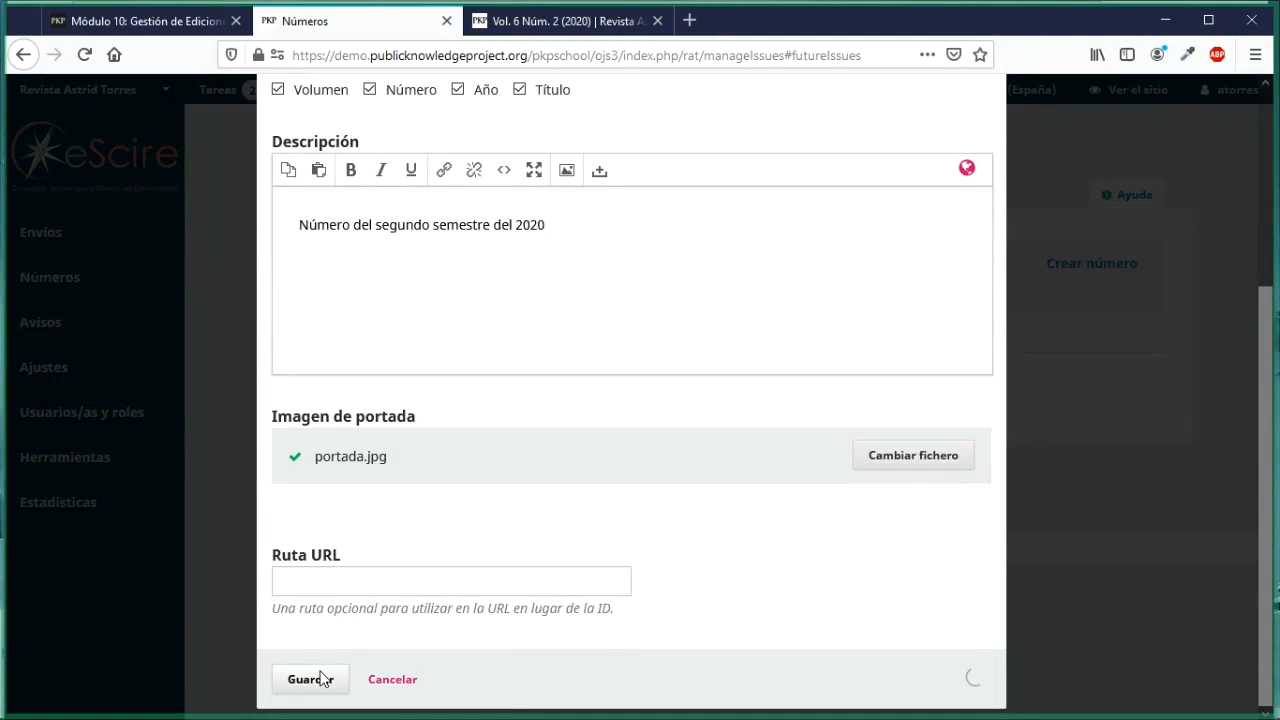 Módulo 10: Gestión de Edicione
Números
Vol. 6 Núm. 2 (2020) | Revista A
https://demo.publicknowledgeproject.org/pkpschool/ojs3/index.php/rat/manageIssues#futureIssues
Revista Astrid Torres
Tareas 2
(España)
Ver el sitio
atorres
eScire
Envíos
Números
Avisos
Ajustes
Usuarios/as y roles
Herramientas
Estadísticas
Ayuda
Crear número
Volumen Número Año Título
Descripción
B I U
Número del segundo semestre del 2020
Imagen de portada
portada.jpg
Cambiar fichero
Ruta URL
Una ruta opcional para utilizar en la URL en lugar de la ID.
Guardar
Cancelar